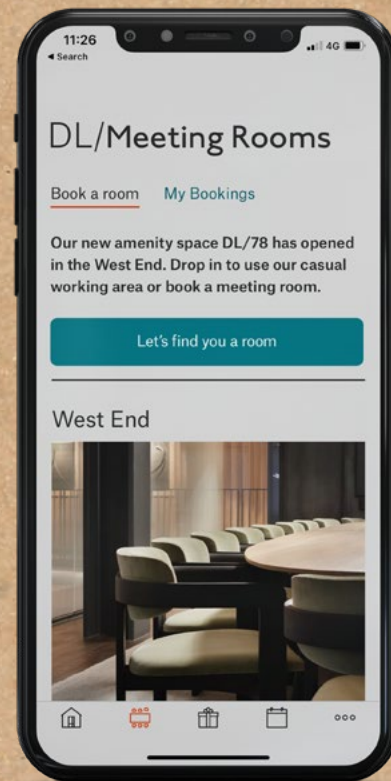 11:26
4G
◀ Search
DL/Meeting Rooms
Book a room My Bookings
Our new amenity space DL/78 has opened
in the West End. Drop in to use our casual
working area or book a meeting room.
Let's find you a room
West End